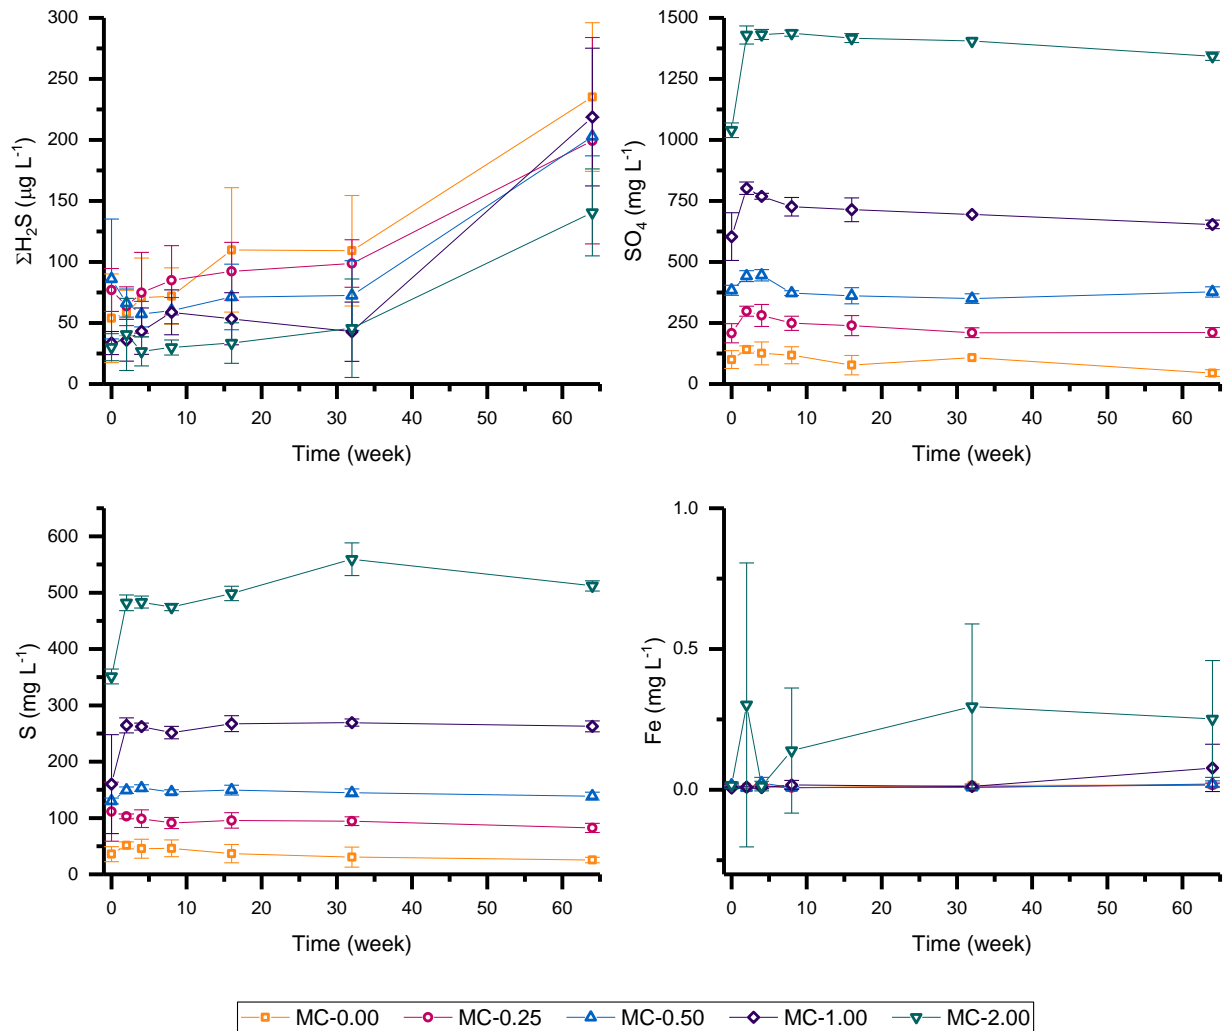 300
250
200
150
100
50
0
ΣH₂S (μg L⁻¹)
0 10 20 30 40 50 60
Time (week)
1500
1250
1000
750
500
250
0
SO₄ (mg L⁻¹)
0 10 20 30 40 50 60
Time (week)
600
500
400
300
200
100
0
S (mg L⁻¹)
0 10 20 30 40 50 60
Time (week)
1.0
0.5
0.0
Fe (mg L⁻¹)
0 10 20 30 40 50 60
Time (week)
MC-0.00 MC-0.25 MC-0.50 MC-1.00 MC-2.00